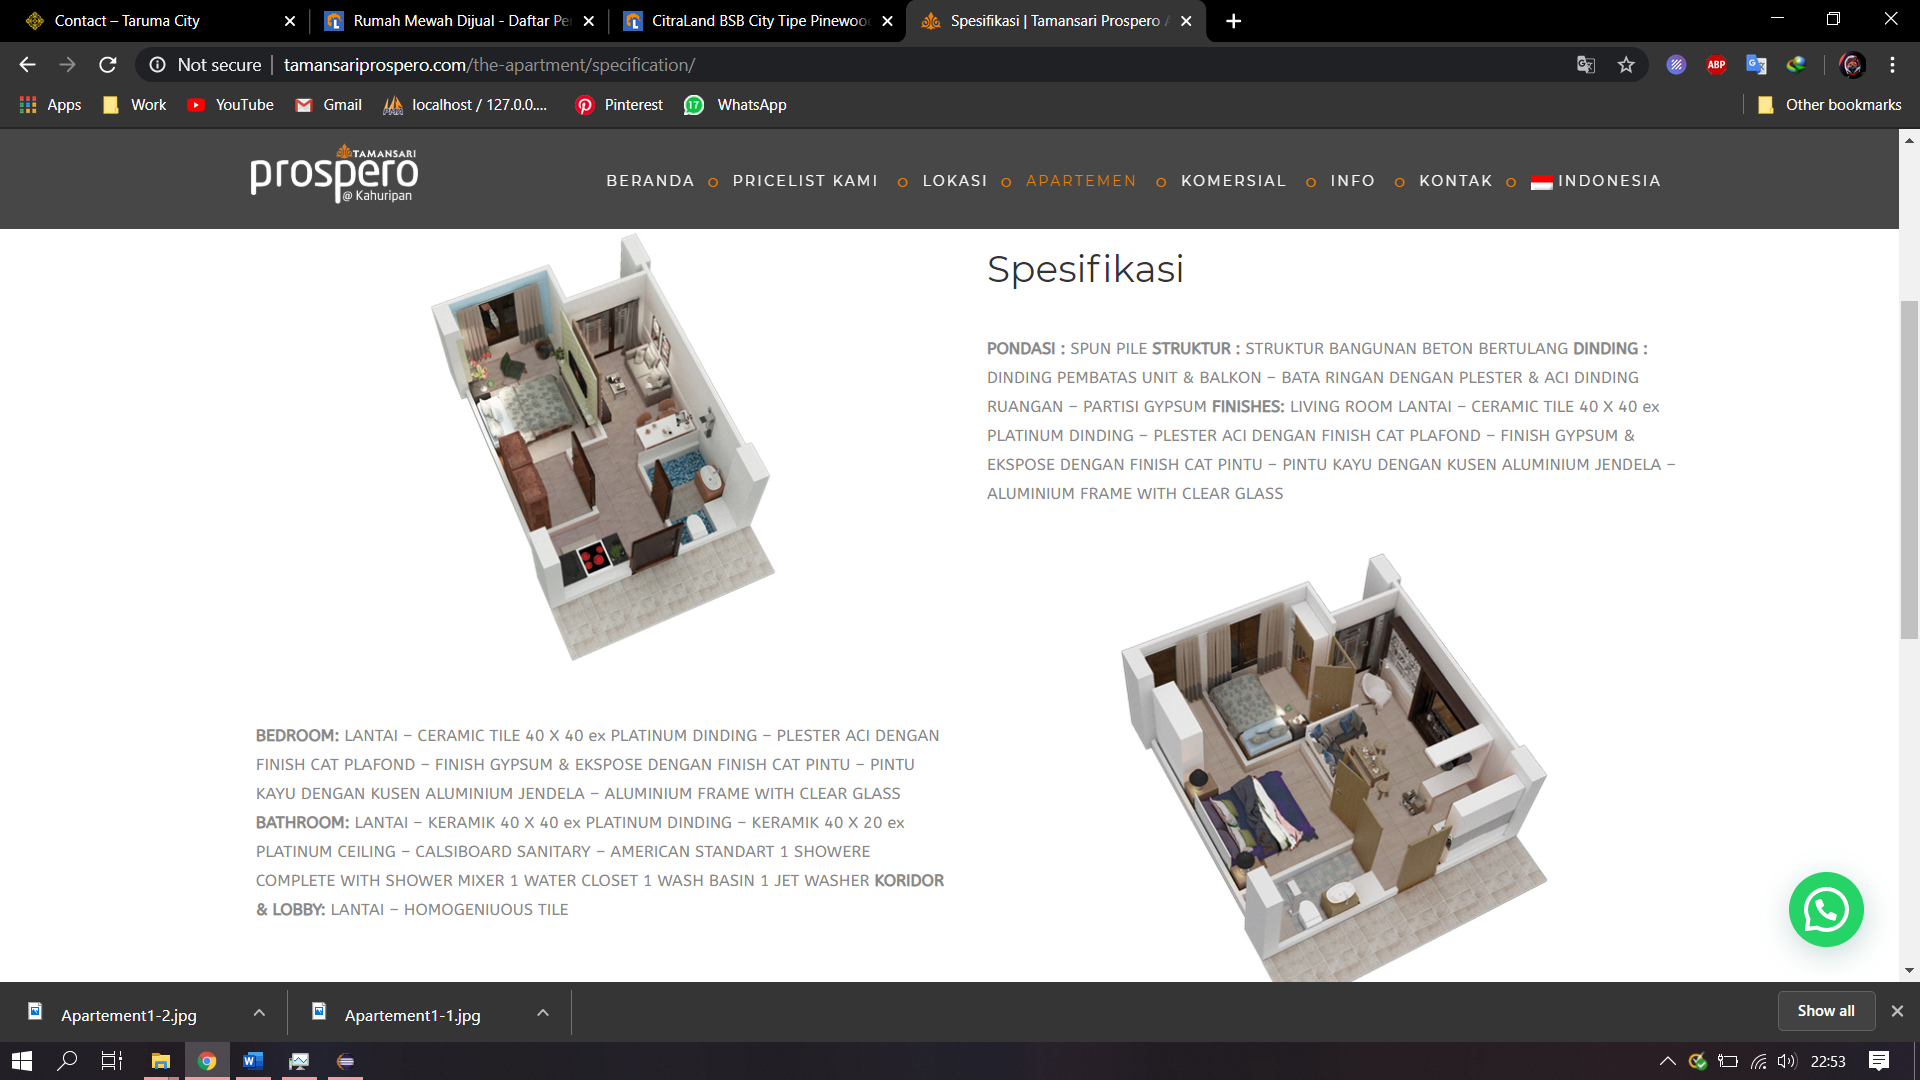 Contact – Taruma City
Rumah Mewah Dijual - Daftar Pe
CitraLand BSB City Tipe Pinewoo
Spesifikasi | Tamansari Prospero A
Not secure
tamansariprospero.com/the-apartment/specification/
ABP
Apps
Work
YouTube
Gmail
localhost / 127.0.0....
Pinterest
17
WhatsApp
Other bookmarks
TAMANSARI
prospero
@ Kahuripan
BERANDA
PRICELIST KAMI
LOKASI
APARTEMEN
KOMERSIAL
INFO
KONTAK
INDONESIA
Spesifikasi
PONDASI : SPUN PILE STRUKTUR : STRUKTUR BANGUNAN BETON BERTULANG DINDING :
DINDING PEMBATAS UNIT & BALKON – BATA RINGAN DENGAN PLESTER & ACI DINDING
RUANGAN – PARTISI GYPSUM FINISHES: LIVING ROOM LANTAI – CERAMIC TILE 40 X 40 ex
PLATINUM DINDING – PLESTER ACI DENGAN FINISH CAT PLAFOND – FINISH GYPSUM &
EKSPOSE DENGAN FINISH CAT PINTU – PINTU KAYU DENGAN KUSEN ALUMINIUM JENDELA –
ALUMINIUM FRAME WITH CLEAR GLASS
BEDROOM: LANTAI – CERAMIC TILE 40 X 40 ex PLATINUM DINDING – PLESTER ACI DENGAN
FINISH CAT PLAFOND – FINISH GYPSUM & EKSPOSE DENGAN FINISH CAT PINTU – PINTU
KAYU DENGAN KUSEN ALUMINIUM JENDELA – ALUMINIUM FRAME WITH CLEAR GLASS
BATHROOM: LANTAI – KERAMIK 40 X 40 ex PLATINUM DINDING – KERAMIK 40 X 20 ex
PLATINUM CEILING – CALSIBOARD SANITARY – AMERICAN STANDART 1 SHOWERE
COMPLETE WITH SHOWER MIXER 1 WATER CLOSET 1 WASH BASIN 1 JET WASHER KORIDOR
& LOBBY: LANTAI – HOMOGENIUOUS TILE
Apartement1-2.jpg
Apartement1-1.jpg
Show all
22:53